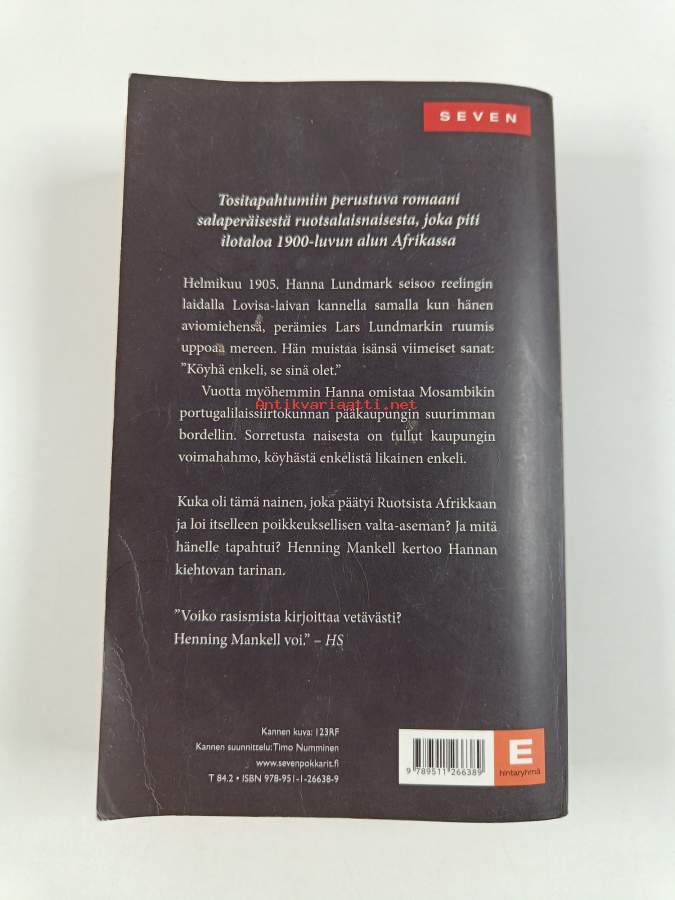 SEVEN
Tositapahtumiin perustuva romaani
salaperäisestä ruotsalaisnaisesta, joka piti
ilotaloa 1900-luvun alun Afrikassa
Helmikuu 1905. Hanna Lundmark seisoo reelingin
laidalla Lovisa-laivan kannella samalla kun hänen
aviomiehensä, perämies Lars Lundmarkin ruumis
uppoaa mereen. Hän muistaa isänsä viimeiset sanat:
”Köyhä enkeli, se sinä olet.”
Vuotta myöhemmin Hanna omistaa Mosambikin
Antikvariaatti.net
portugalilaissiirtokunnan pääkaupungin suurimman
bordellin. Sorretusta naisesta on tullut kaupungin
voimahahmo, köyhästä enkelistä likainen enkeli.
Kuka oli tämä nainen, joka päätyi Ruotsista Afrikkaan
ja loi itselleen poikkeuksellisen valta-aseman? Ja mitä
hänelle tapahtui? Henning Mankell kertoo Hannan
kiehtovan tarinan.
”Voiko rasismista kirjoittaa vetävästi?
Henning Mankell voi.” – HS
Kannen kuva: 123RF
Kannen suunnittelu: Timo Numminen
www.sevenpokkarit.fi
T 84.2 • ISBN 978-951-1-26638-9
9 789511 266389
E
hintaryhmä